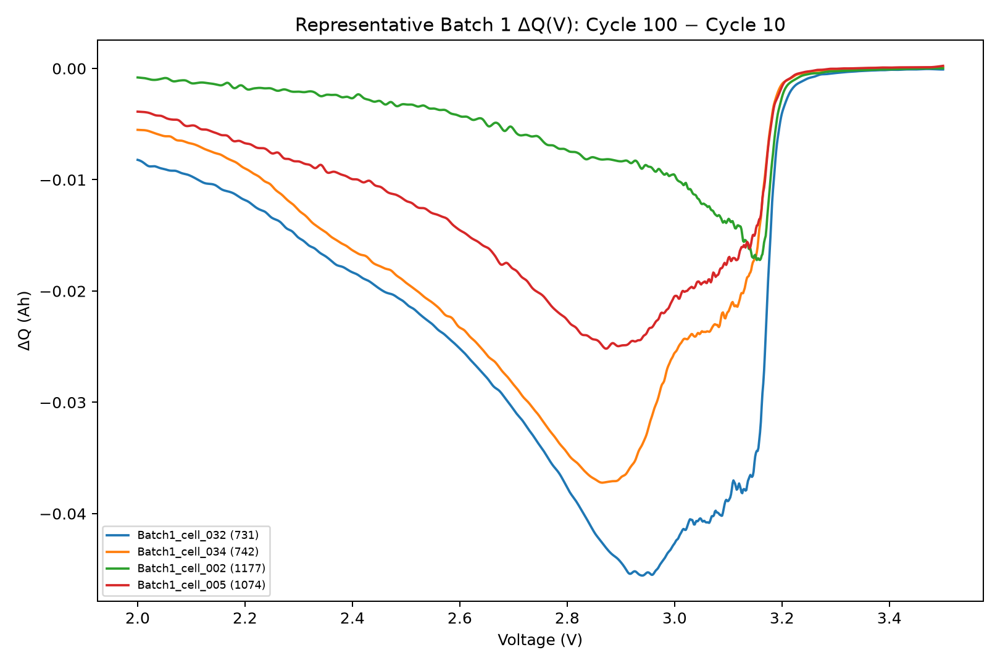 Representative Batch 1 ΔQ(V): Cycle 100 − Cycle 10
ΔQ (Ah)
0.00
−0.01
−0.02
−0.03
−0.04
Batch1_cell_032 (731)
Batch1_cell_034 (742)
Batch1_cell_002 (1177)
Batch1_cell_005 (1074)
2.0 2.2 2.4 2.6 2.8 3.0 3.2 3.4
Voltage (V)